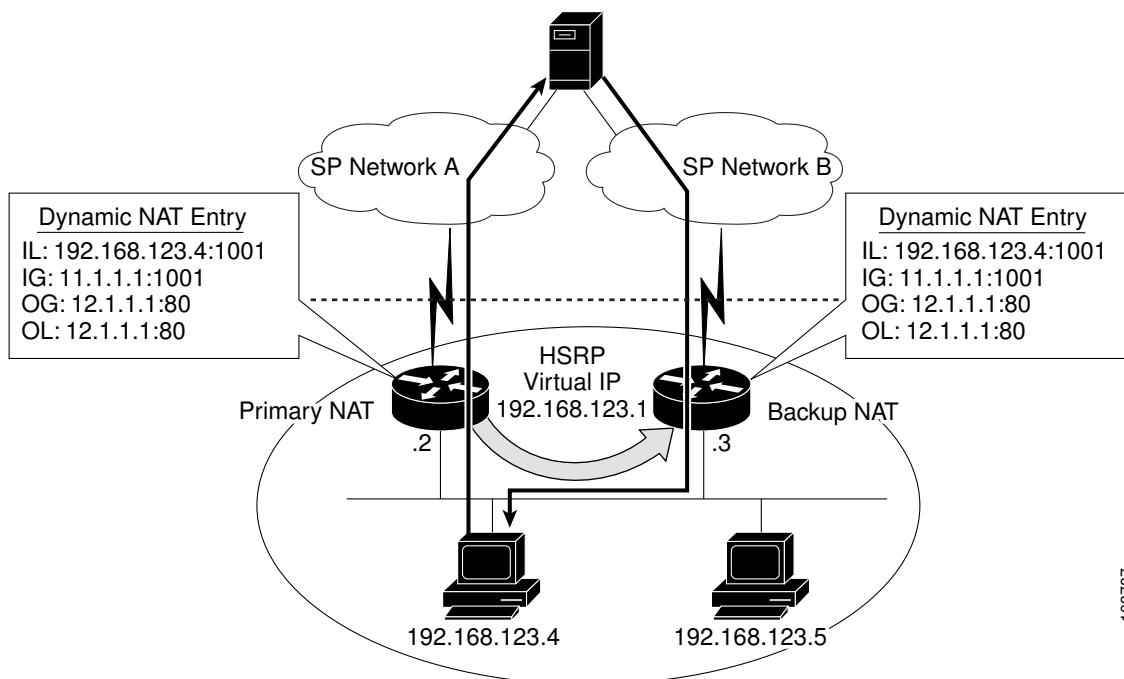 SP Network A
SP Network B
Dynamic NAT Entry
IL: 192.168.123.4:1001
IG: 11.1.1.1:1001
OG: 12.1.1.1:80
OL: 12.1.1.1:80
Dynamic NAT Entry
IL: 192.168.123.4:1001
IG: 11.1.1.1:1001
OG: 12.1.1.1:80
OL: 12.1.1.1:80
HSRP
Virtual IP
192.168.123.1
Primary NAT
Backup NAT
.2
.3
192.168.123.4
192.168.123.5